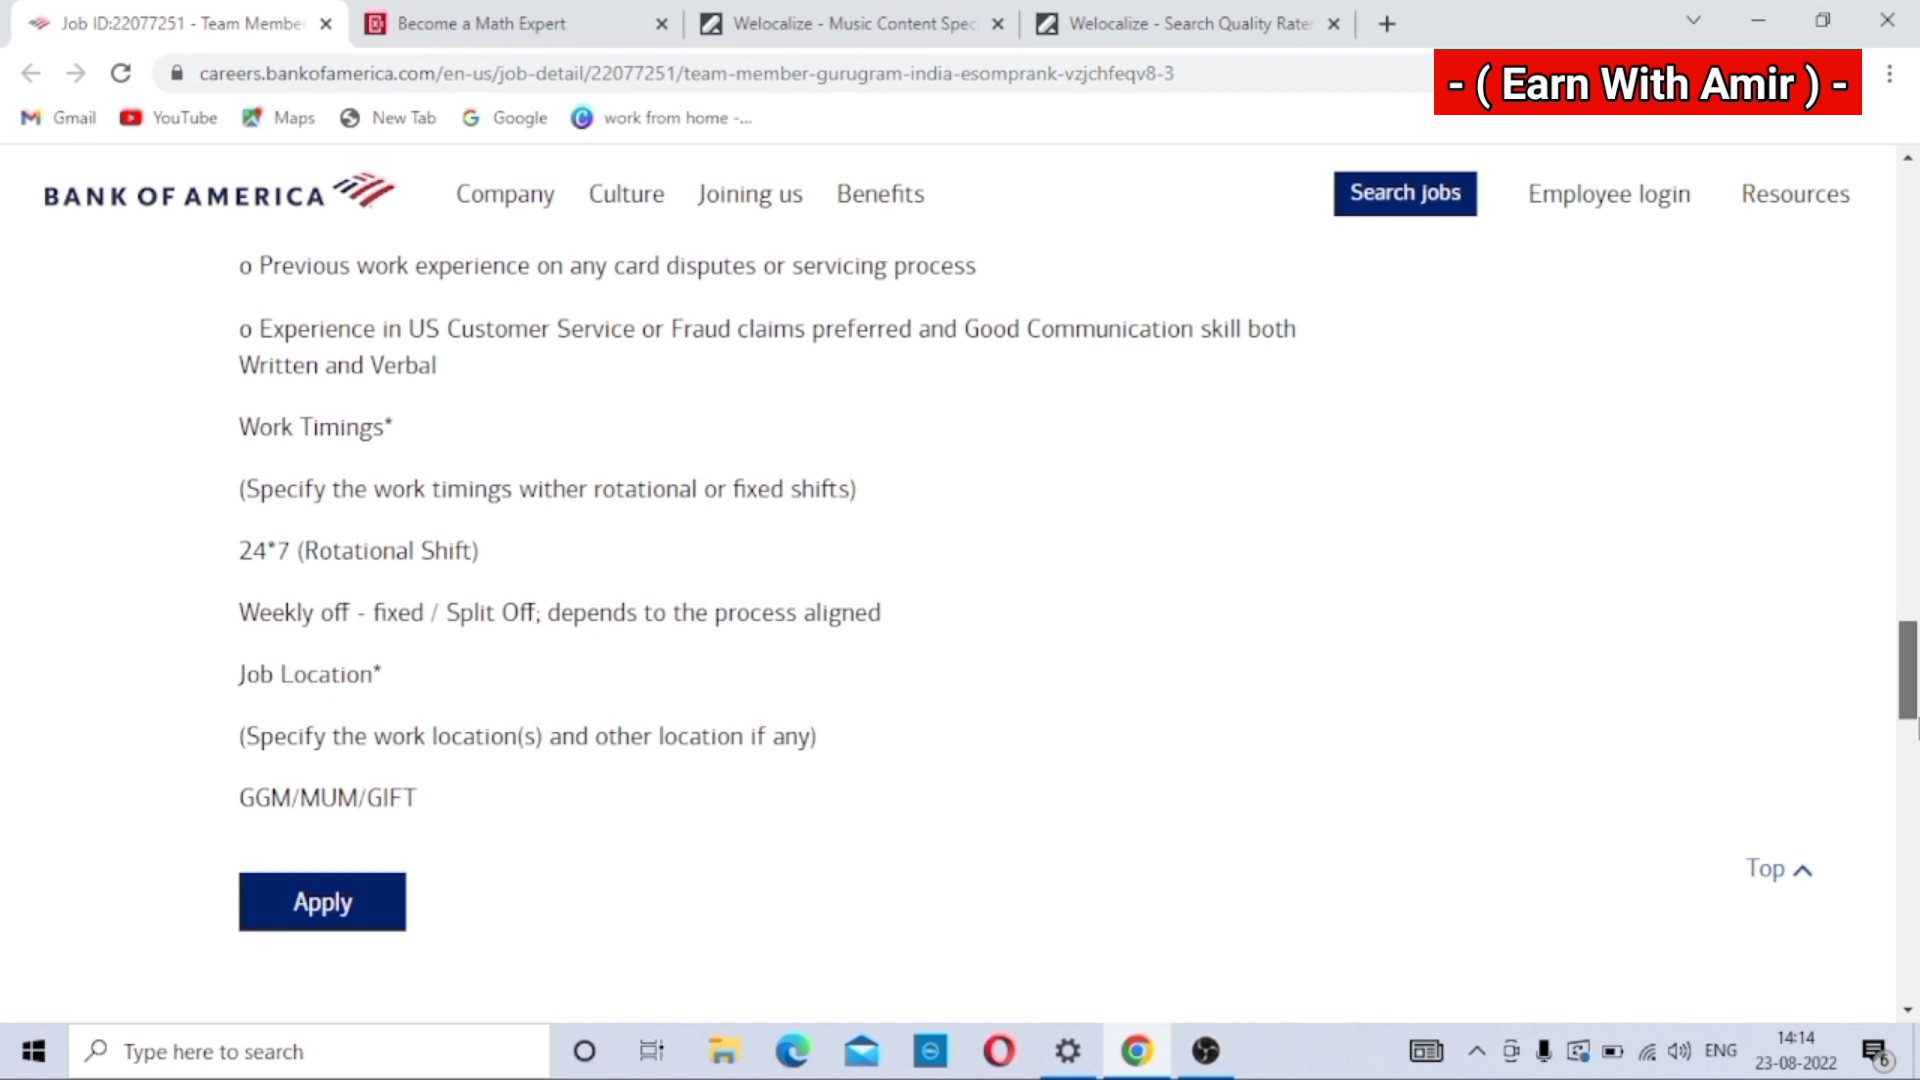 Job ID:22077251 - Team Member
Become a Math Expert
Welocalize - Music Content Spec
Welocalize - Search Quality Rater
careers.bankofamerica.com/en-us/job-detail/22077251/team-member-gurugram-india-esomprank-vzjchfeqv8-3
- ( Earn With Amir ) -
Gmail YouTube Maps New Tab Google work from home -...
BANK OF AMERICA Company Culture Joining us Benefits Search jobs Employee login Resources
o Previous work experience on any card disputes or servicing process
o Experience in US Customer Service or Fraud claims preferred and Good Communication skill both
Written and Verbal
Work Timings*
(Specify the work timings wither rotational or fixed shifts)
24*7 (Rotational Shift)
Weekly off - fixed / Split Off; depends to the process aligned
Job Location*
(Specify the work location(s) and other location if any)
GGM/MUM/GIFT
Top
Apply
Type here to search
ENG
14:14
23-08-2022
6